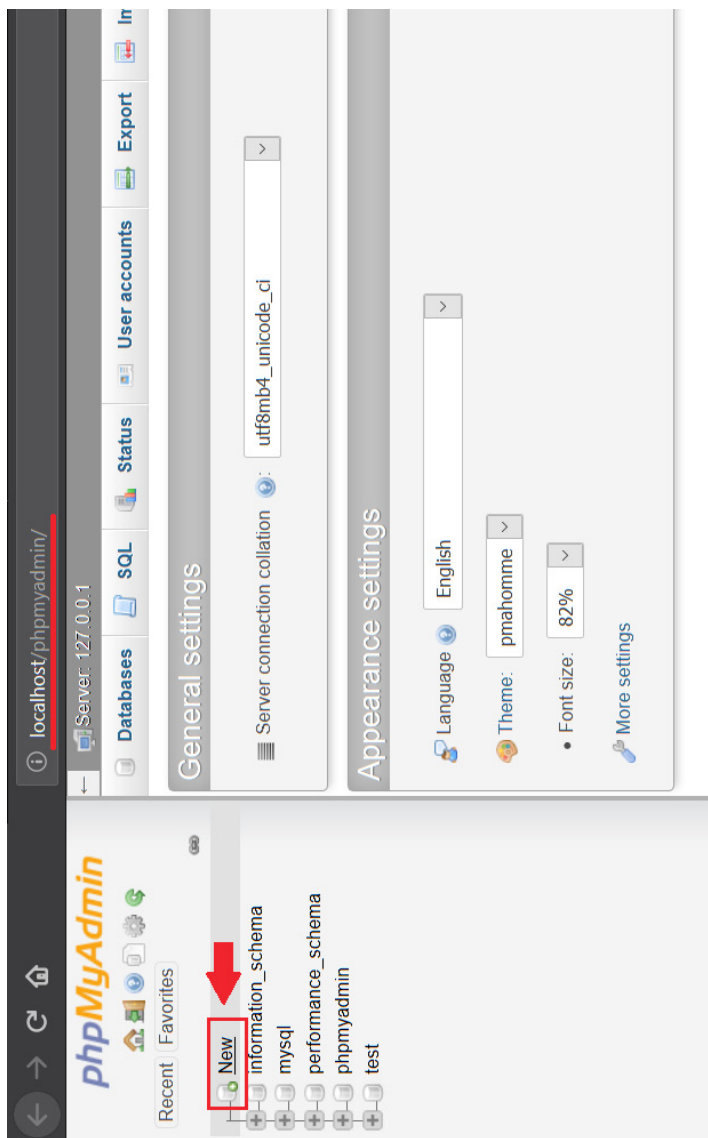 localhost/phpmyadmin/
phpMyAdmin
Recent Favorites
New
information_schema
mysql
performance_schema
phpmyadmin
test
Server: 127.0.0.1
Databases SQL Status User accounts Export
General settings
Server connection collation : utf8mb4_unicode_ci
Appearance settings
Language English
Theme: pmahomme
Font size: 82%
More settings